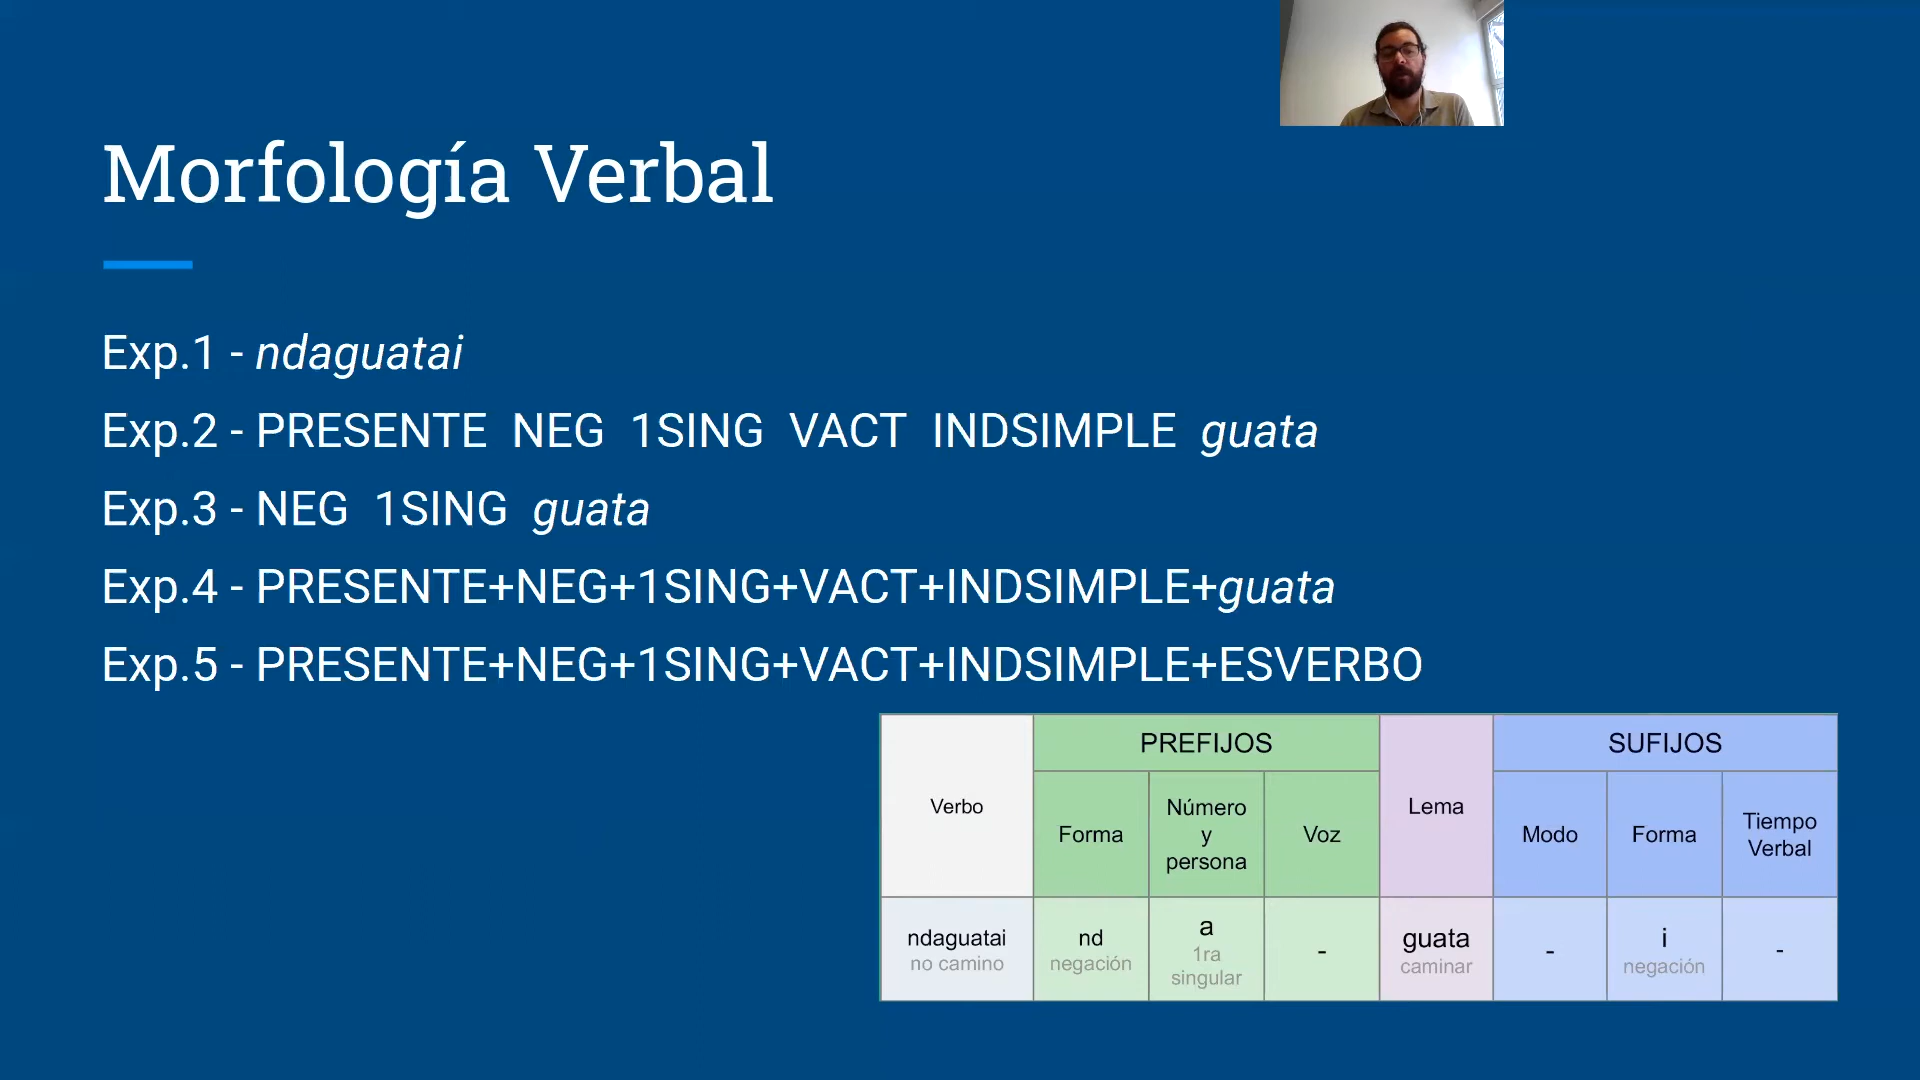 Morfología Verbal
Exp.1 - ndaguatai
Exp.2 - PRESENTE NEG 1SING VACT INDSIMPLE guata
Exp.3 - NEG 1SING guata
Exp.4 - PRESENTE+NEG+1SING+VACT+INDSIMPLE+guata
Exp.5 - PRESENTE+NEG+1SING+VACT+INDSIMPLE+ESVERBO
Verbo
PREFIJOS
Lema
SUFIJOS
Forma
Número
y
persona
Voz
Modo
Forma
Tiempo
Verbal
ndaguatai
no camino
nd
negación
a
1ra
singular
-
guata
caminar
-
i
negación
-